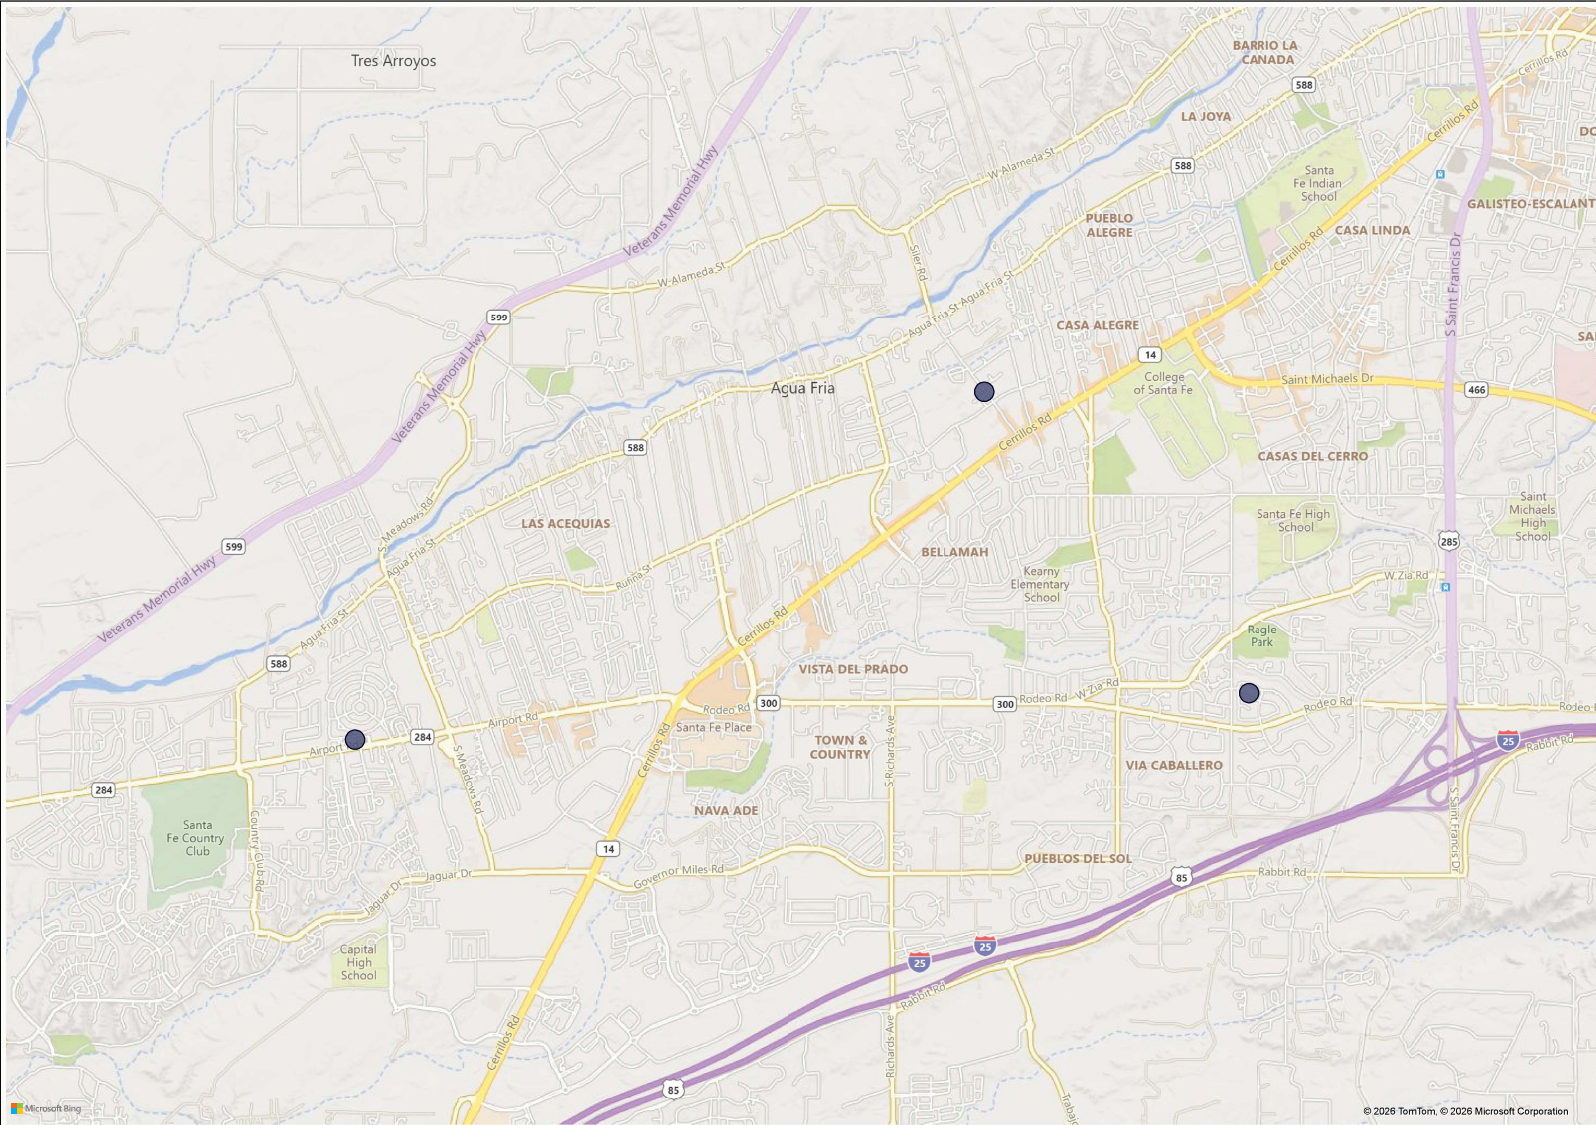 BARRIO LA
CANADA
Tres Arroyos
Cerrillos Rd
588
LA JOYA
Cerrillos Rd
DO
W Alameda St
588
Santa
Fe Indian
School
Veterans Memorial Hwy
GALISTEO-ESCALANT
PUEBLO
ALEGRE
CASA LINDA
Cerrillos Rd
Siler Rd
W Alameda St
Agua Fria St
Agua Fria St
S Saint Francis Dr
599
CASA ALEGRE
SA
14
Veterans Memorial Hwy
College
of Santa Fe
Saint Michaels Dr
466
Agua Fria
Cerrillos Rd
588
CASAS DEL CERRO
S Meadows Rd
Santa Fe High
School
Saint
Michaels
High
School
LAS ACEQUIAS
599
285
BELLAMAH
Agua Fria St
Kearny
Elementary
School
Rufina St
W Zia Rd
Veterans Memorial Hwy
Agua Fria St
Cerrillos Rd
Ragle
Park
588
VISTA DEL PRADO
W Zia Rd
300
300
Rodeo Rd
Rodeo Rd
Rodeo Rd
Rodeo
Airport Rd
Santa Fe Place
284
Airport
25
Rabbit Rd
TOWN &
COUNTRY
S Richards Ave
Cerrillos Rd
S Meadows Rd
VIA CABALLERO
284
NAVA ADE
S Saint Francis Dr
Santa
Fe Country
Club
Country Club Rd
14
PUEBLOS DEL SOL
Governor Miles Rd
Jaguar Dr
85
Rabbit Rd
Jaguar Dr
Capital
High
School
25
25
Rabbit Rd
Cerrillos Rd
Richards Ave
85
Trabajo
Microsoft Bing
© 2026 TomTom, © 2026 Microsoft Corporation